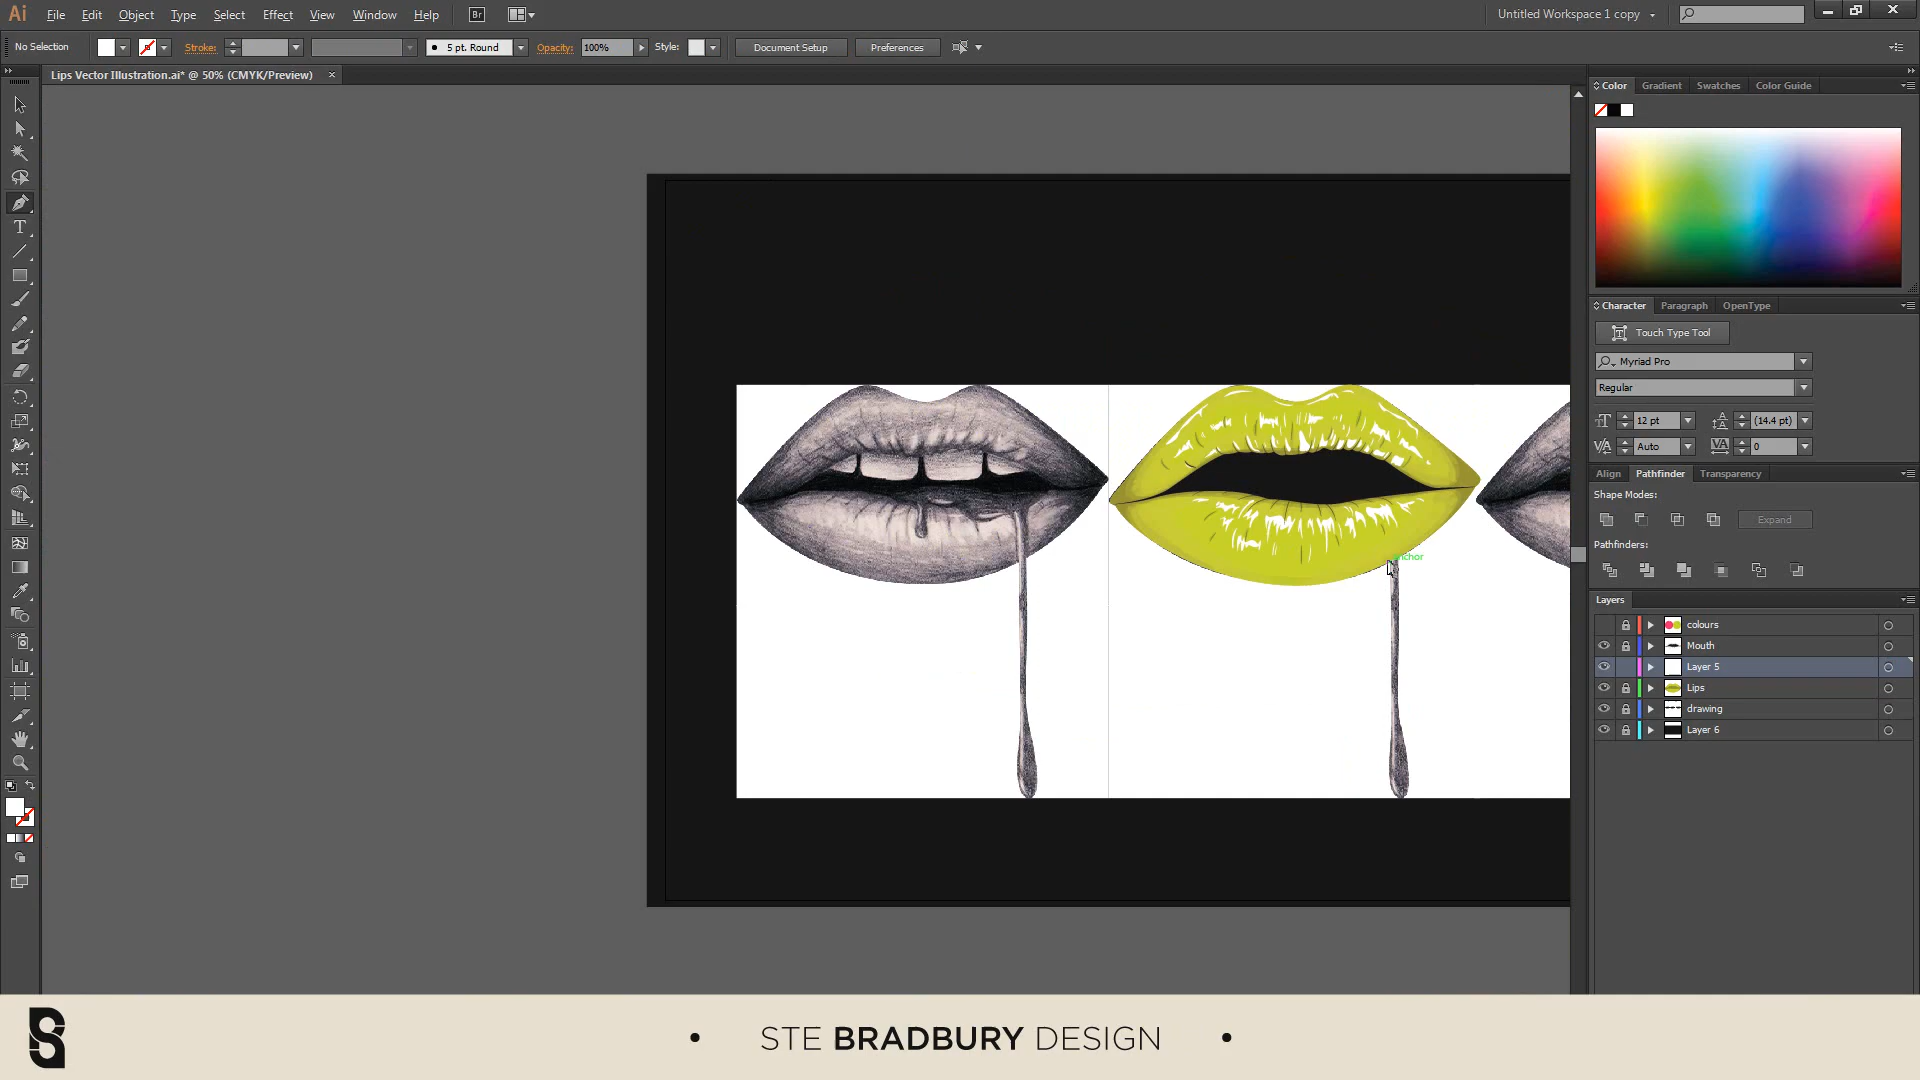 Ai File Edit Object Type Select Effect View Window Help Br Untitled Workspace 1 copy
No Selection Stroke: 5 pt. Round Opacity: 100% Style: Document Setup Preferences
Lips Vector Illustration.ai* @ 50% (CMYK/Preview) ×
Color Gradient Swatches Color Guide
Character Paragraph OpenType
Touch Type Tool
Myriad Pro
Regular
12 pt (14.4 pt)
Auto 0
Align Pathfinder Transparency
Shape Modes:
Expand
Pathfinders:
Layers
colours
Mouth
Layer 5
Lips
drawing
Layer 6
STE BRADBURY DESIGN